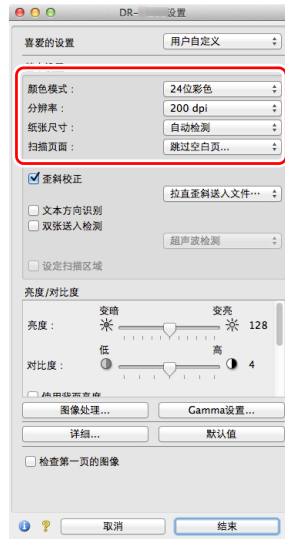 DR- 设置
喜爱的设置 用户自定义
颜色模式： 24位彩色
分辨率： 200 dpi
纸张尺寸： 自动检测
扫描页面： 跳过空白页...
歪斜校正
拉直歪斜送入文件…
文本方向识别
双张送入检测
超声波检测
设定扫描区域
亮度/对比度
变暗 变亮
亮度： 128
低 高
对比度： 4
使用背面亮度
图像处理... Gamma设置...
详细... 默认值
检查第一页的图像
? 取消 结束